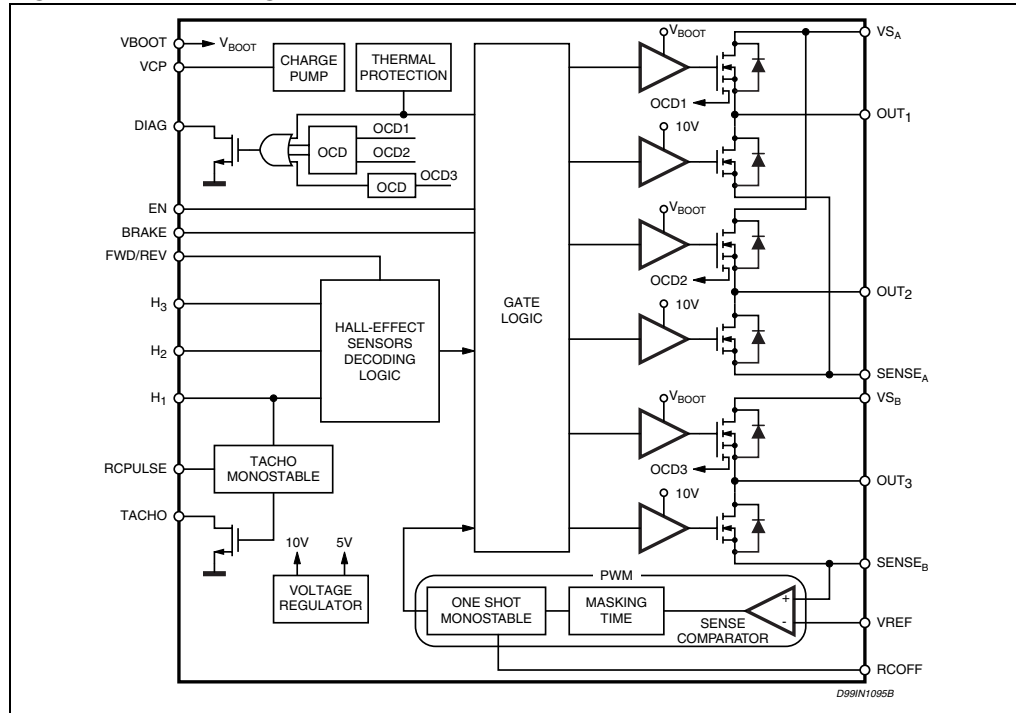 VBOOT
VBOOT
VCP
CHARGE
PUMP
THERMAL
PROTECTION
DIAG
OCD
OCD1
OCD2
OCD
OCD3
EN
BRAKE
FWD/REV
H3
H2
H1
HALL-EFFECT
SENSORS
DECODING
LOGIC
RCPULSE
TACHO
MONOSTABLE
TACHO
10V
5V
VOLTAGE
REGULATOR
GATE
LOGIC
VBOOT
OCD1
10V
VBOOT
OCD2
10V
VBOOT
OCD3
10V
VSA
OUT1
OUT2
SENSEA
VSB
OUT3
SENSEB
PWM
ONE SHOT
MONOSTABLE
MASKING
TIME
+
-
SENSE
COMPARATOR
VREF
RCOFF
D99IN1095B